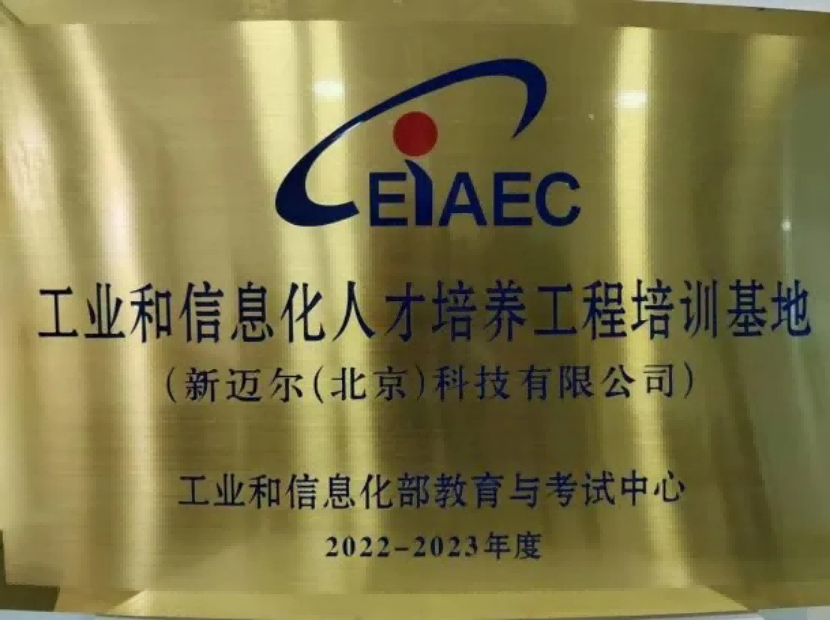 CEIAEC
工业和信息化人才培养工程培训基地
（新迈尔（北京）科技有限公司）
工业和信息化部教育与考试中心
2022-2023年度